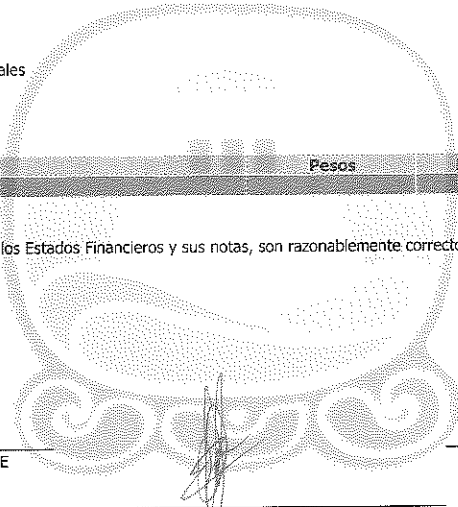 ales
Pesos
los Estados Financieros y sus notas, son razonablemente correcto
E